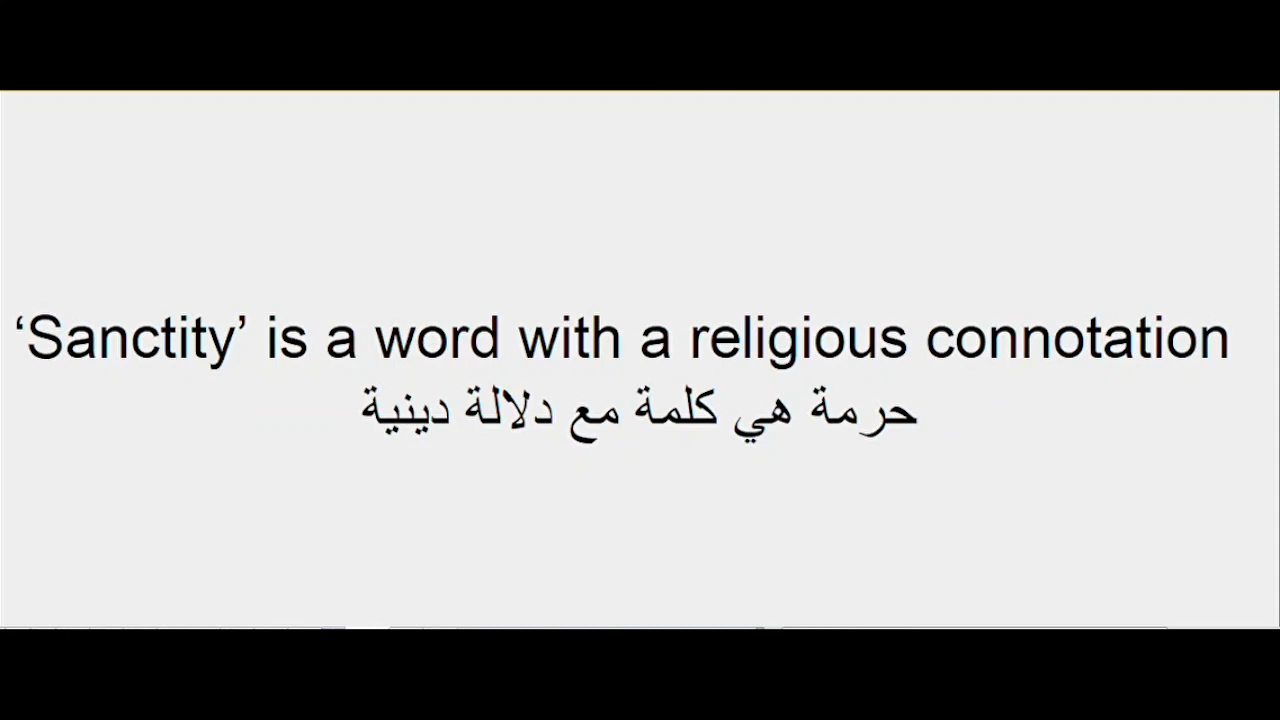 ‘Sanctity’ is a word with a religious connotation
حرمة هي كلمة مع دلالة دينية